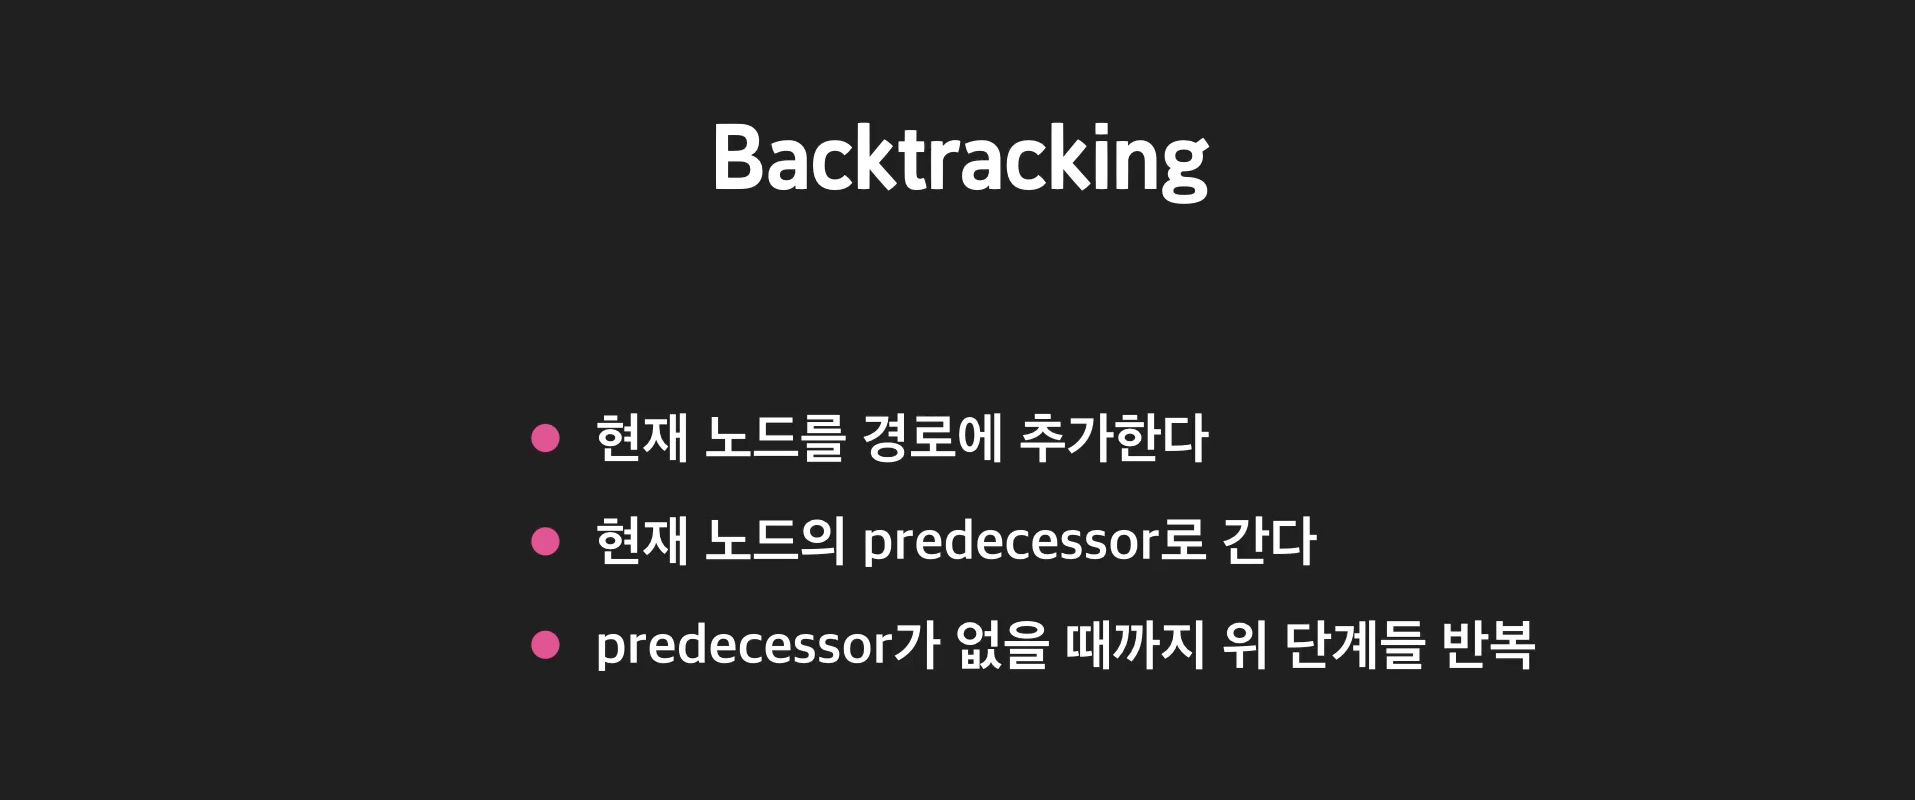 Backtracking
현재 노드를 경로에 추가한다
현재 노드의 predecessor로 간다
predecessor가 없을 때까지 위 단계들 반복